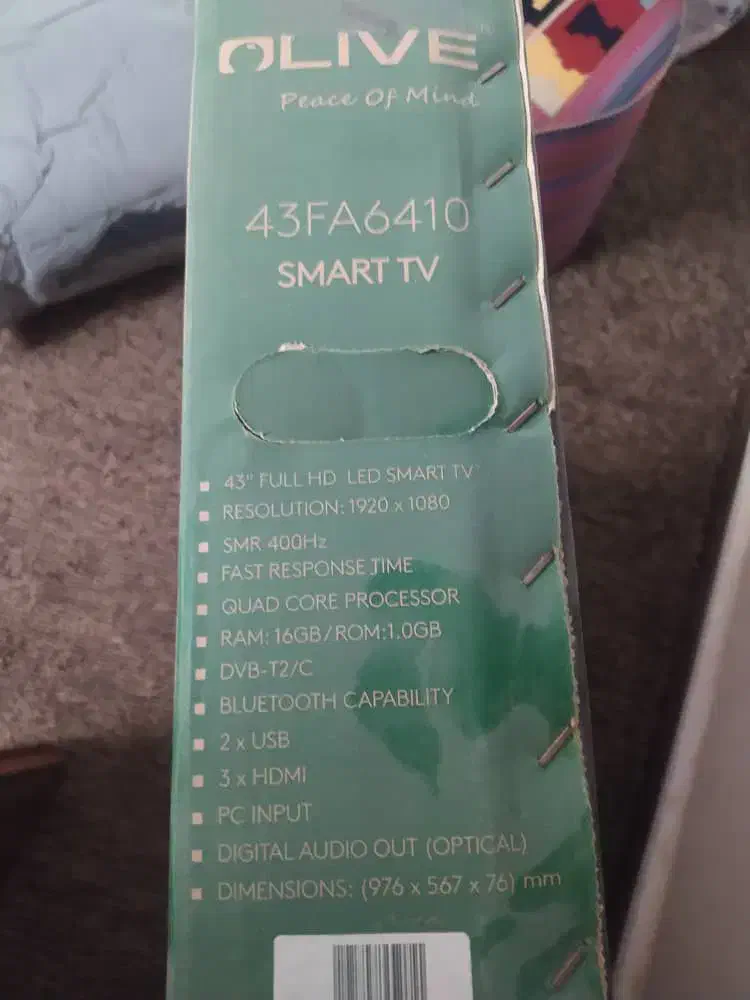 OLIVE
Peace Of Mind
43FA6410
SMART TV
43" FULL HD LED SMART TV
RESOLUTION: 1920 x 1080
SMR 400Hz
FAST RESPONSE TIME
QUAD CORE PROCESSOR
RAM: 16GB/ROM:1.0GB
DVB-T2/C
BLUETOOTH CAPABILITY
2 x USB
3 x HDMI
PC INPUT
DIGITAL AUDIO OUT (OPTICAL)
DIMENSIONS: (976 x 567 x 76) mm